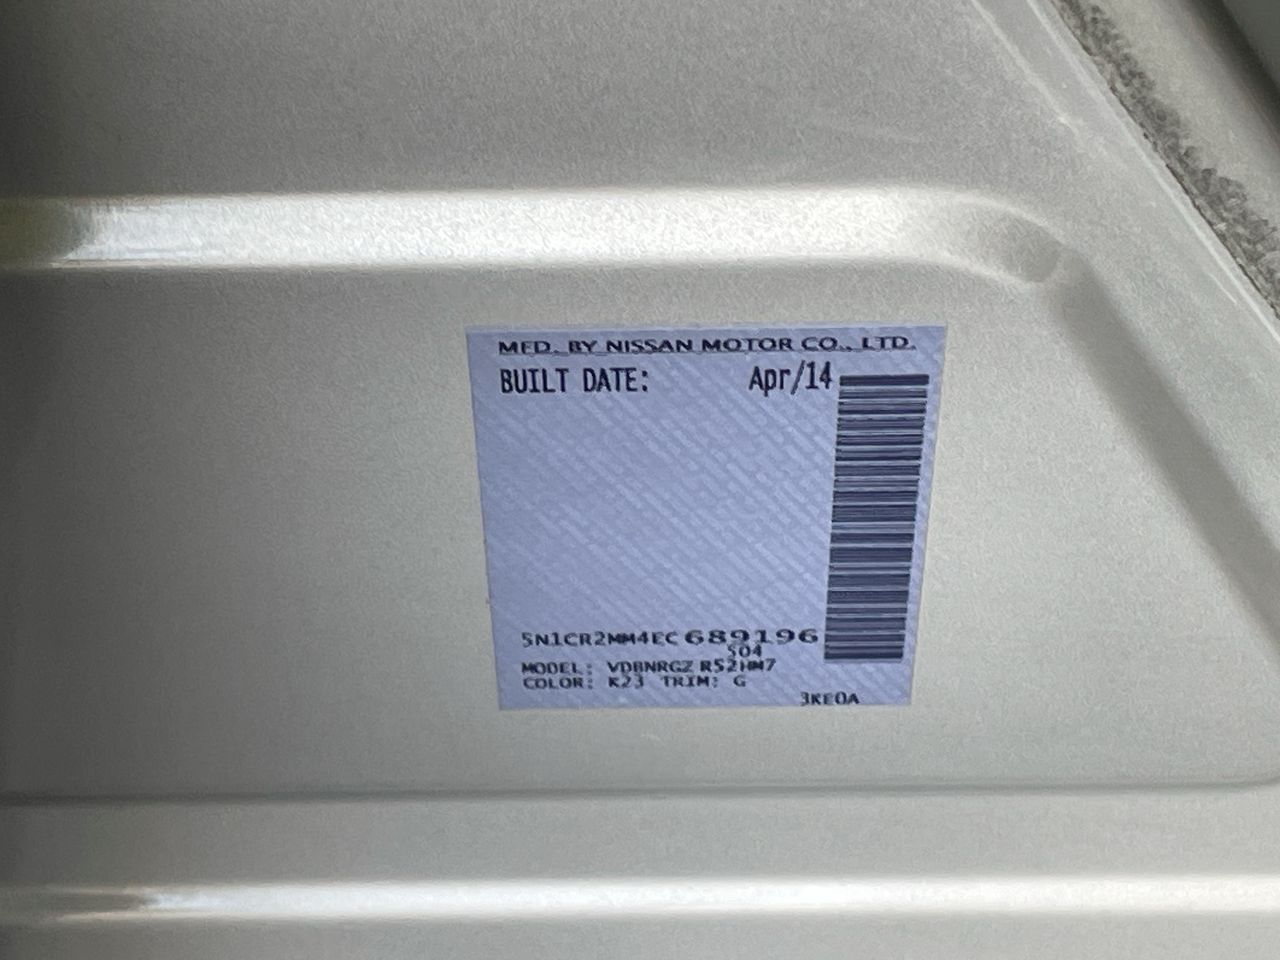 MFD. BY NISSAN MOTOR CO., LTD.
BUILT DATE: Apr/14
5N1CR2MM4EC689196
S04
MODEL: VDBNRGZ R52HM7
COLOR: K23 TRIM: G
3KE0A